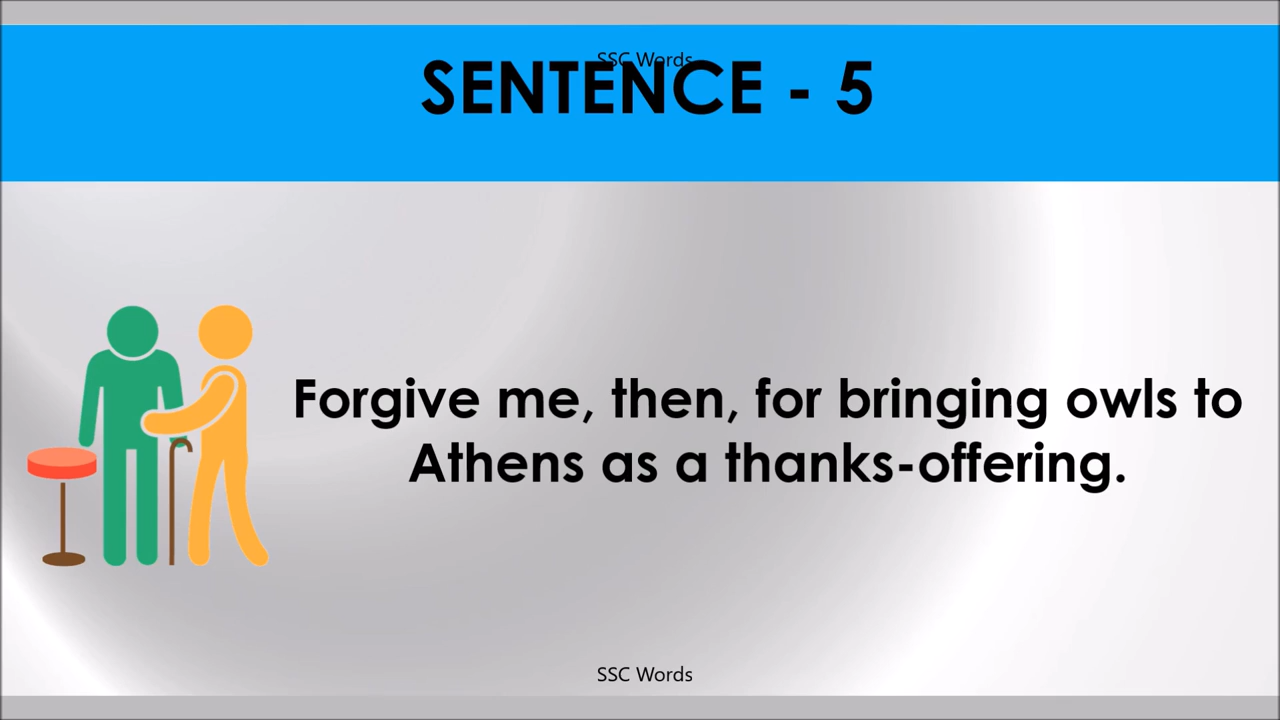 SSC Words
SENTENCE - 5
Forgive me, then, for bringing owls to
Athens as a thanks-offering.
SSC Words